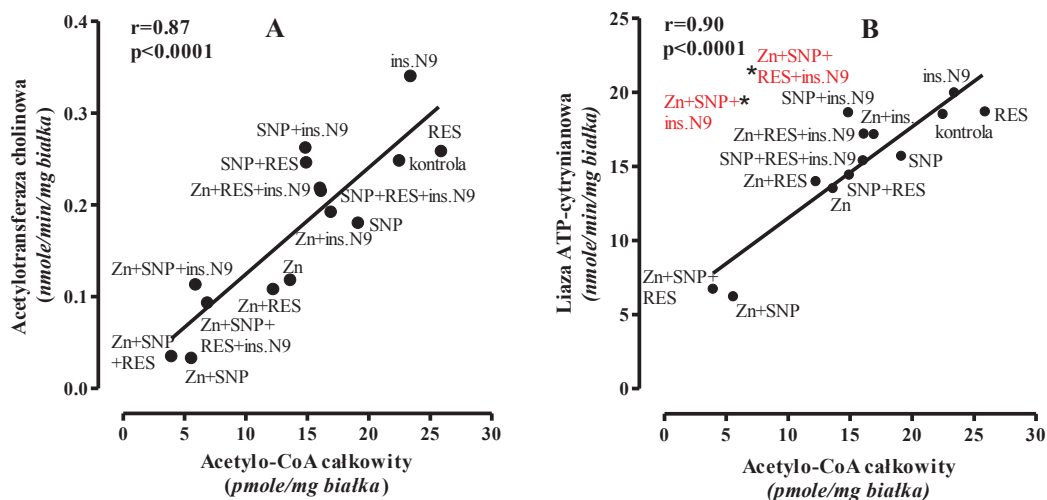 r=0.87
p<0.0001
A
Acetylotransferaza cholinowa
(nmole/min/mg białka)
0.4
0.3
0.2
0.1
0.0
ins.N9
SNP+ins.N9
RES
SNP+RES
kontrola
Zn+RES+ins.N9
SNP+RES+ins.N9
SNP
Zn+ins.N9
Zn+SNP+ins.N9
Zn
Zn+RES
Zn+SNP+
RES+ins.N9
Zn+SNP
+RES
Zn+SNP
0 5 10 15 20 25 30
Acetylo-CoA całkowity
(pmole/mg białka)
r=0.90
p<0.0001
B
Liaza ATP-cytrynianowa
(nmole/min/mg białka)
25
20
15
10
5
0
Zn+SNP+
*RES+ins.N9
Zn+SNP+*
ins.N9
ins.N9
SNP+ins.N9
Zn+ins.
RES
kontrola
Zn+RES+ins.N9
SNP+RES+ins.N9
SNP
Zn+RES
SNP+RES
Zn
Zn+SNP+
RES
Zn+SNP
0 5 10 15 20 25 30
Acetylo-CoA całkowity
(pmole/mg białka)